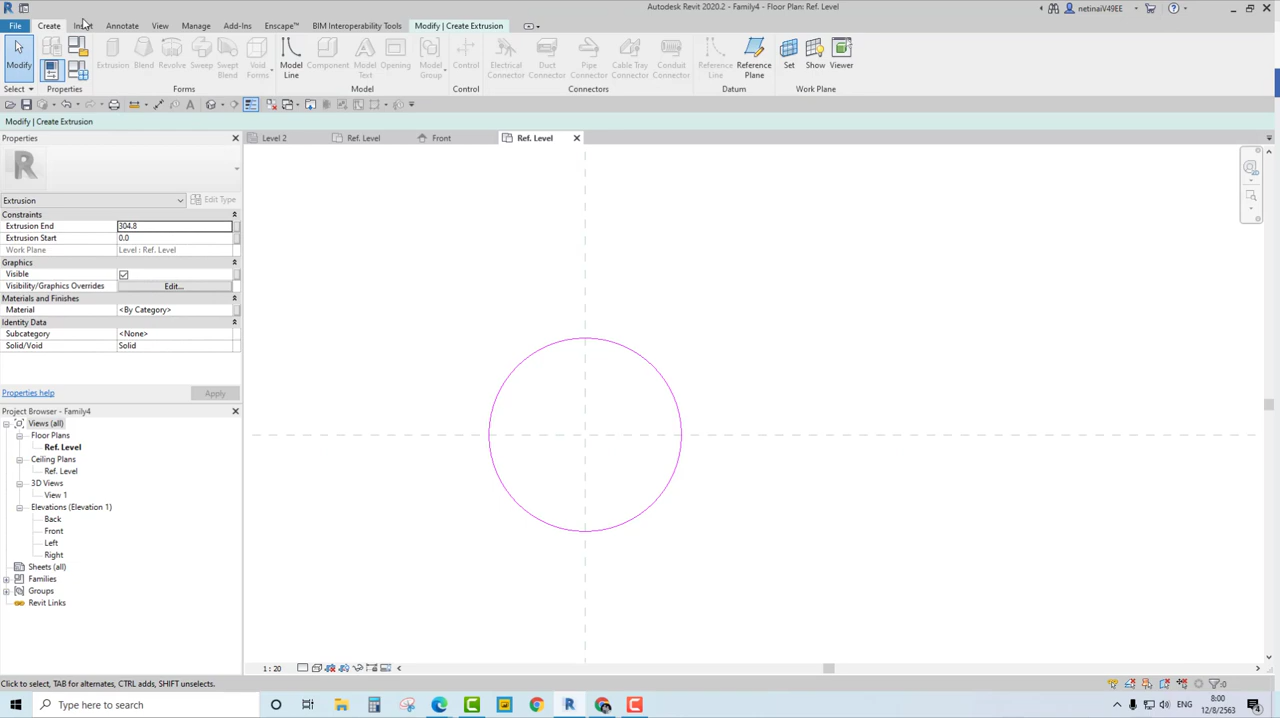 Autodesk Revit 2020.2 - Family4 - Floor Plan: Ref. Level
netinaiV49EE
File Create Insert Annotate View Manage Add-Ins Enscape™ BIM Interoperability Tools Modify | Create Extrusion
Modify Extrusion Blend Revolve Sweep Swept Blend Void Forms Model Line Component Model Text Opening Model Group Control Electrical Connector Duct Connector Pipe Connector Cable Tray Connector Conduit Connector Reference Line Reference Plane Set Show Viewer
Select Properties Forms Model Control Connectors Datum Work Plane
Modify | Create Extrusion
Properties
Level 2 Ref. Level Front Ref. Level
Extrusion Edit Type
Constraints
Extrusion End 304.8
Extrusion Start 0.0
Work Plane Level : Ref. Level
Graphics
Visible
Visibility/Graphics Overrides Edit...
Materials and Finishes
Material <By Category>
Identity Data
Subcategory <None>
Solid/Void Solid
Properties help Apply
Project Browser - Family4
Views (all)
Floor Plans
Ref. Level
Ceiling Plans
Ref. Level
3D Views
View 1
Elevations (Elevation 1)
Back
Front
Left
Right
Sheets (all)
Families
Groups
Revit Links
1 : 20
Click to select, TAB for alternates, CTRL adds, SHIFT unselects.
:0
Type here to search
ENG
8:00
12/8/2563
4